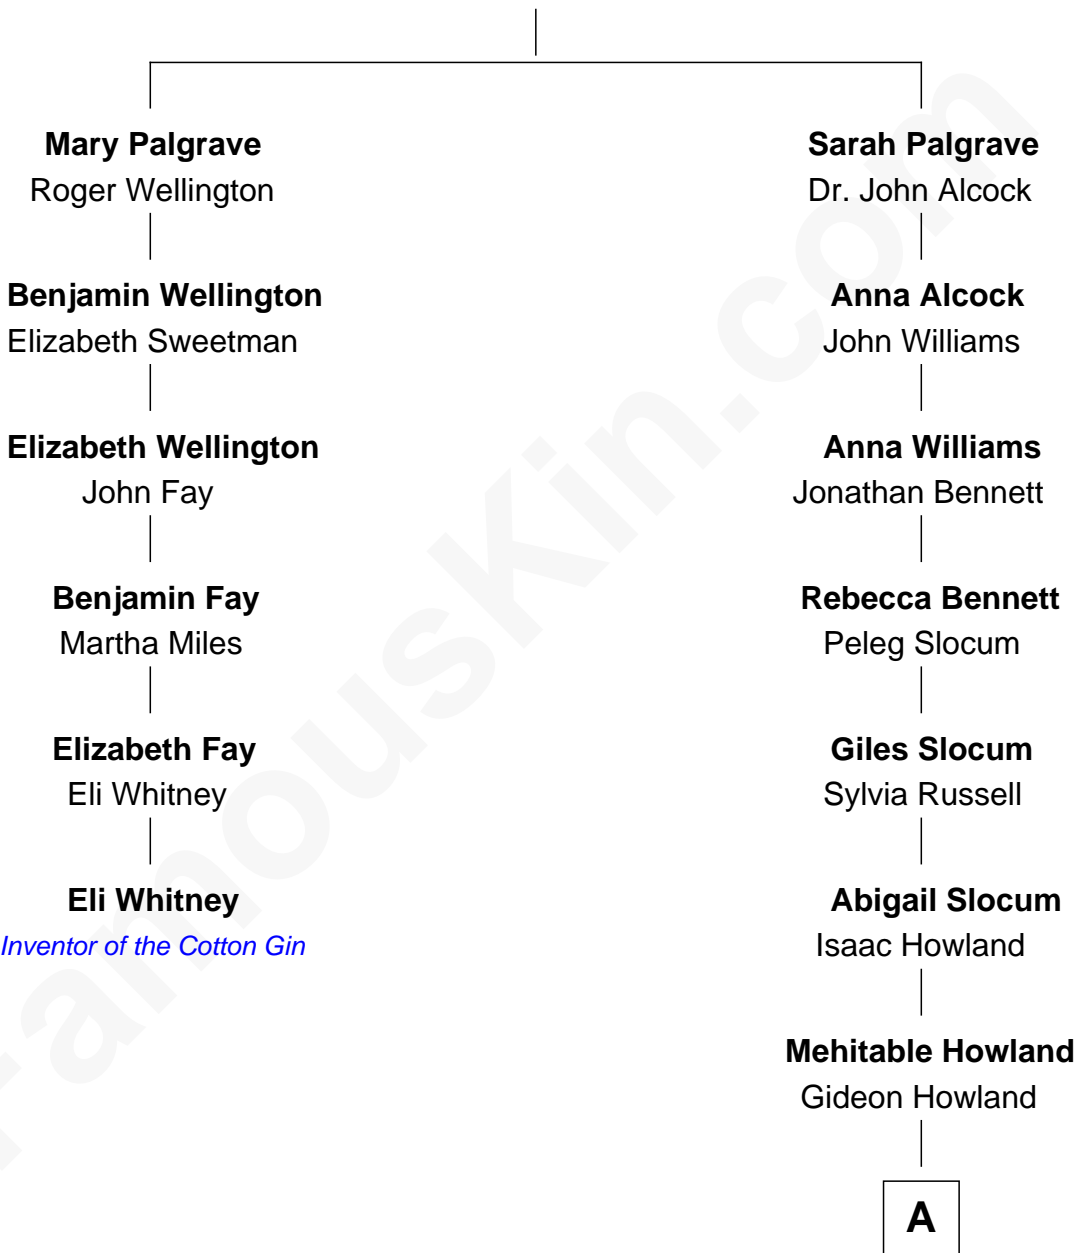 Mary Palgrave
Roger Wellington
Benjamin Wellington
Elizabeth Sweetman
Elizabeth Wellington
John Fay
Benjamin Fay
Martha Miles
Elizabeth Fay
Eli Whitney
Eli Whitney
Inventor of the Cotton Gin
Sarah Palgrave
Dr. John Alcock
Anna Alcock
John Williams
Anna Williams
Jonathan Bennett
Rebecca Bennett
Peleg Slocum
Giles Slocum
Sylvia Russell
Abigail Slocum
Isaac Howland
Mehitable Howland
Gideon Howland
A
FamousKin.com